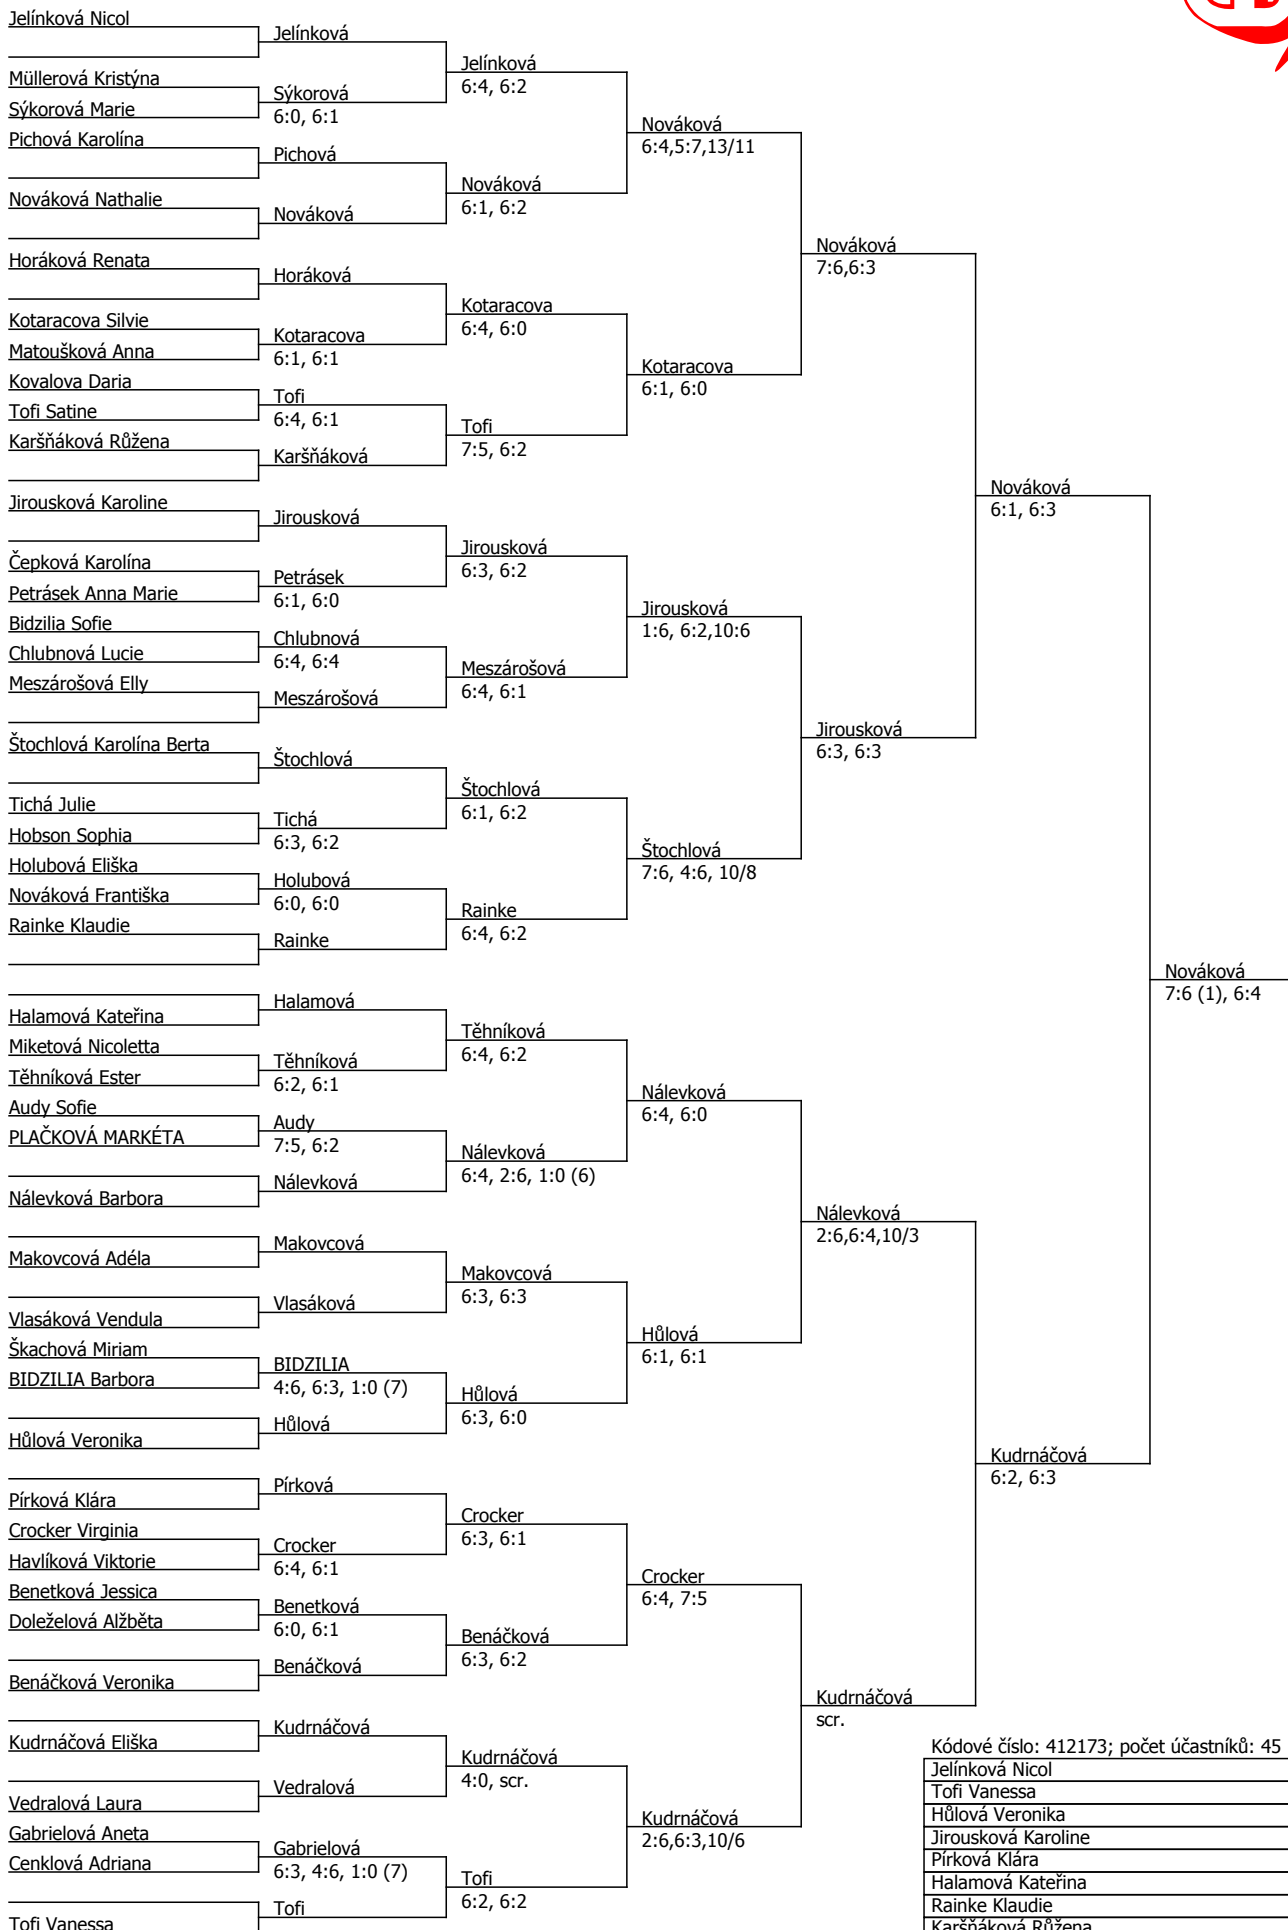 Jelínková Nicol
Müllerová Kristýna
Sýkorová Marie
Pichová Karolína
Nováková Nathalie
Horáková Renata
Kotaracova Silvie
Matoušková Anna
Kovalova Daria
Tofi Satine
Karšňáková Růžena
Jirousková Karoline
Čepková Karolína
Petrásek Anna Marie
Bidzilia Sofie
Chlubnová Lucie
Meszárošová Elly
Štochlová Karolína Berta
Tichá Julie
Hobson Sophia
Holubová Eliška
Nováková Františka
Rainke Klaudie
Halamová Kateřina
Miketová Nicoletta
Těhníková Ester
Audy Sofie
PLAČKOVÁ MARKÉTA
Nálevková Barbora
Makovcová Adéla
Vlasáková Vendula
Škachová Miriam
BIDZILIA Barbora
Hůlová Veronika
Pírková Klára
Crocker Virginia
Havlíková Viktorie
Benetková Jessica
Doleželová Alžběta
Benáčková Veronika
Kudrnáčová Eliška
Vedralová Laura
Gabrielová Aneta
Cenklová Adriana
Tofi Vanessa
Jelínková
Sýkorová
6:0, 6:1
Pichová
Nováková
Horáková
Kotaracova
6:1, 6:1
Tofi
6:4, 6:1
Karšňáková
Jirousková
Petrásek
6:1, 6:0
Chlubnová
6:4, 6:4
Meszárošová
Štochlová
Tichá
6:3, 6:2
Holubová
6:0, 6:0
Rainke
Halamová
Těhníková
6:2, 6:1
Audy
7:5, 6:2
Nálevková
Makovcová
Vlasáková
BIDZILIA
4:6, 6:3, 1:0 (7)
Hůlová
Pírková
Crocker
6:4, 6:1
Benetková
6:0, 6:1
Benáčková
Kudrnáčová
Vedralová
Gabrielová
6:3, 4:6, 1:0 (7)
Tofi
Jelínková
6:4, 6:2
Nováková
6:1, 6:2
Kotaracova
6:4, 6:0
Tofi
7:5, 6:2
Jirousková
6:3, 6:2
Meszárošová
6:4, 6:1
Štochlová
6:1, 6:2
Rainke
6:4, 6:2
Těhníková
6:4, 6:2
Nálevková
6:4, 2:6, 1:0 (6)
Makovcová
6:3, 6:3
Hůlová
6:3, 6:0
Crocker
6:3, 6:1
Benáčková
6:3, 6:2
Kudrnáčová
4:0, scr.
Tofi
6:2, 6:2
Nováková
6:4,5:7,13/11
Kotaracova
6:1, 6:0
Jirousková
1:6, 6:2,10:6
Štochlová
7:6, 4:6, 10/8
Nálevková
6:4, 6:0
Hůlová
6:1, 6:1
Crocker
6:4, 7:5
Kudrnáčová
2:6,6:3,10/6
Nováková
7:6,6:3
Jirousková
6:3, 6:3
Nálevková
2:6,6:4,10/3
Kudrnáčová
scr.
Nováková
6:1, 6:3
Kudrnáčová
6:2, 6:3
Nováková
7:6 (1), 6:4
Kódové číslo: 412173; počet účastníků: 45
Jelínková Nicol
Tofi Vanessa
Hůlová Veronika
Jirousková Karoline
Pírková Klára
Halamová Kateřina
Rainke Klaudie
Karšňáková Růžena